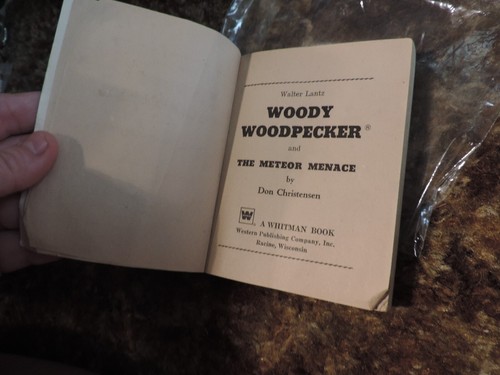 Walter Lantz
WOODY
WOODPECKER®
and
THE METEOR MENACE
by
Don Christensen
W
A WHITMAN BOOK
Western Publishing Company, Inc.
Racine, Wisconsin